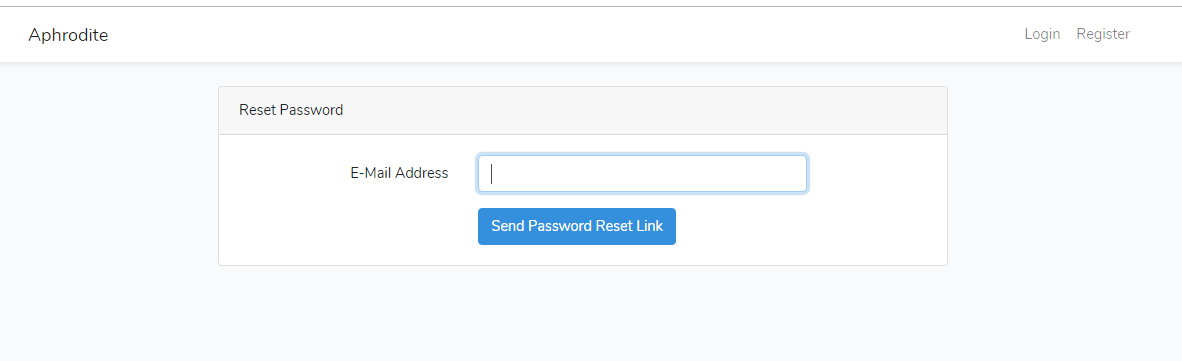 Aphrodite
Login Register
Reset Password
E-Mail Address
Send Password Reset Link